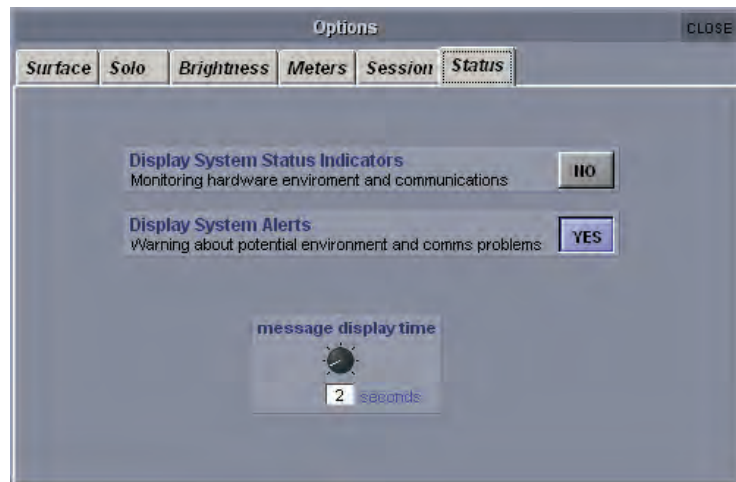 Options
CLOSE
Surface Solo Brightness Meters Session Status
Display System Status Indicators
Monitoring hardware enviroment and communications
NO
Display System Alerts
Warning about potential environment and comms problems
YES
message display time
2 seconds